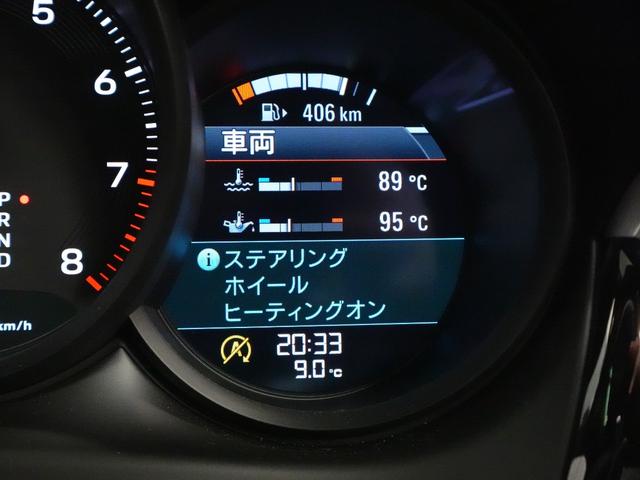 5
6
7
8
P
R
N
D
km/h
406 km
車両
89 °C
95 °C
i ステアリング
ホイール
ヒーティングオン
A 20:33
9.0 °C